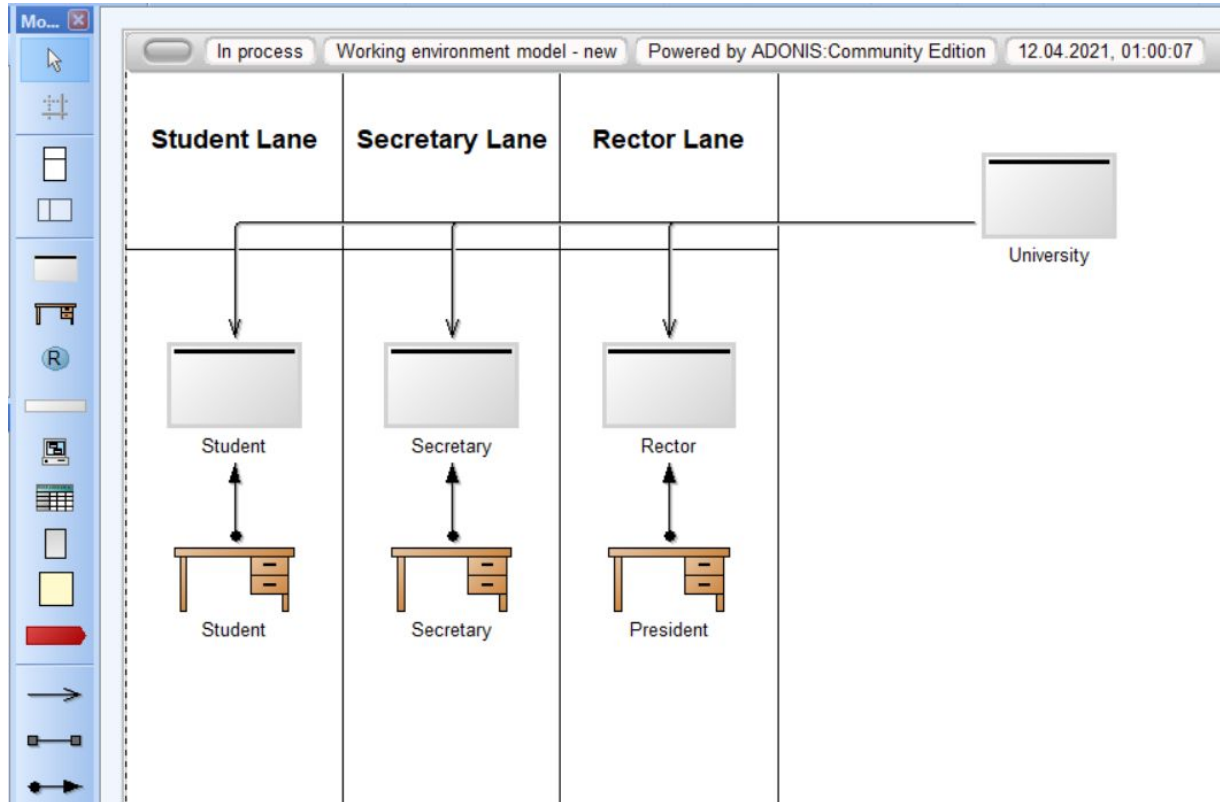 Mo...
In process
Working environment model - new
Powered by ADONIS:Community Edition
12.04.2021, 01:00:07
Student Lane
Secretary Lane
Rector Lane
University
R
Student
Secretary
Rector
Student
Secretary
President